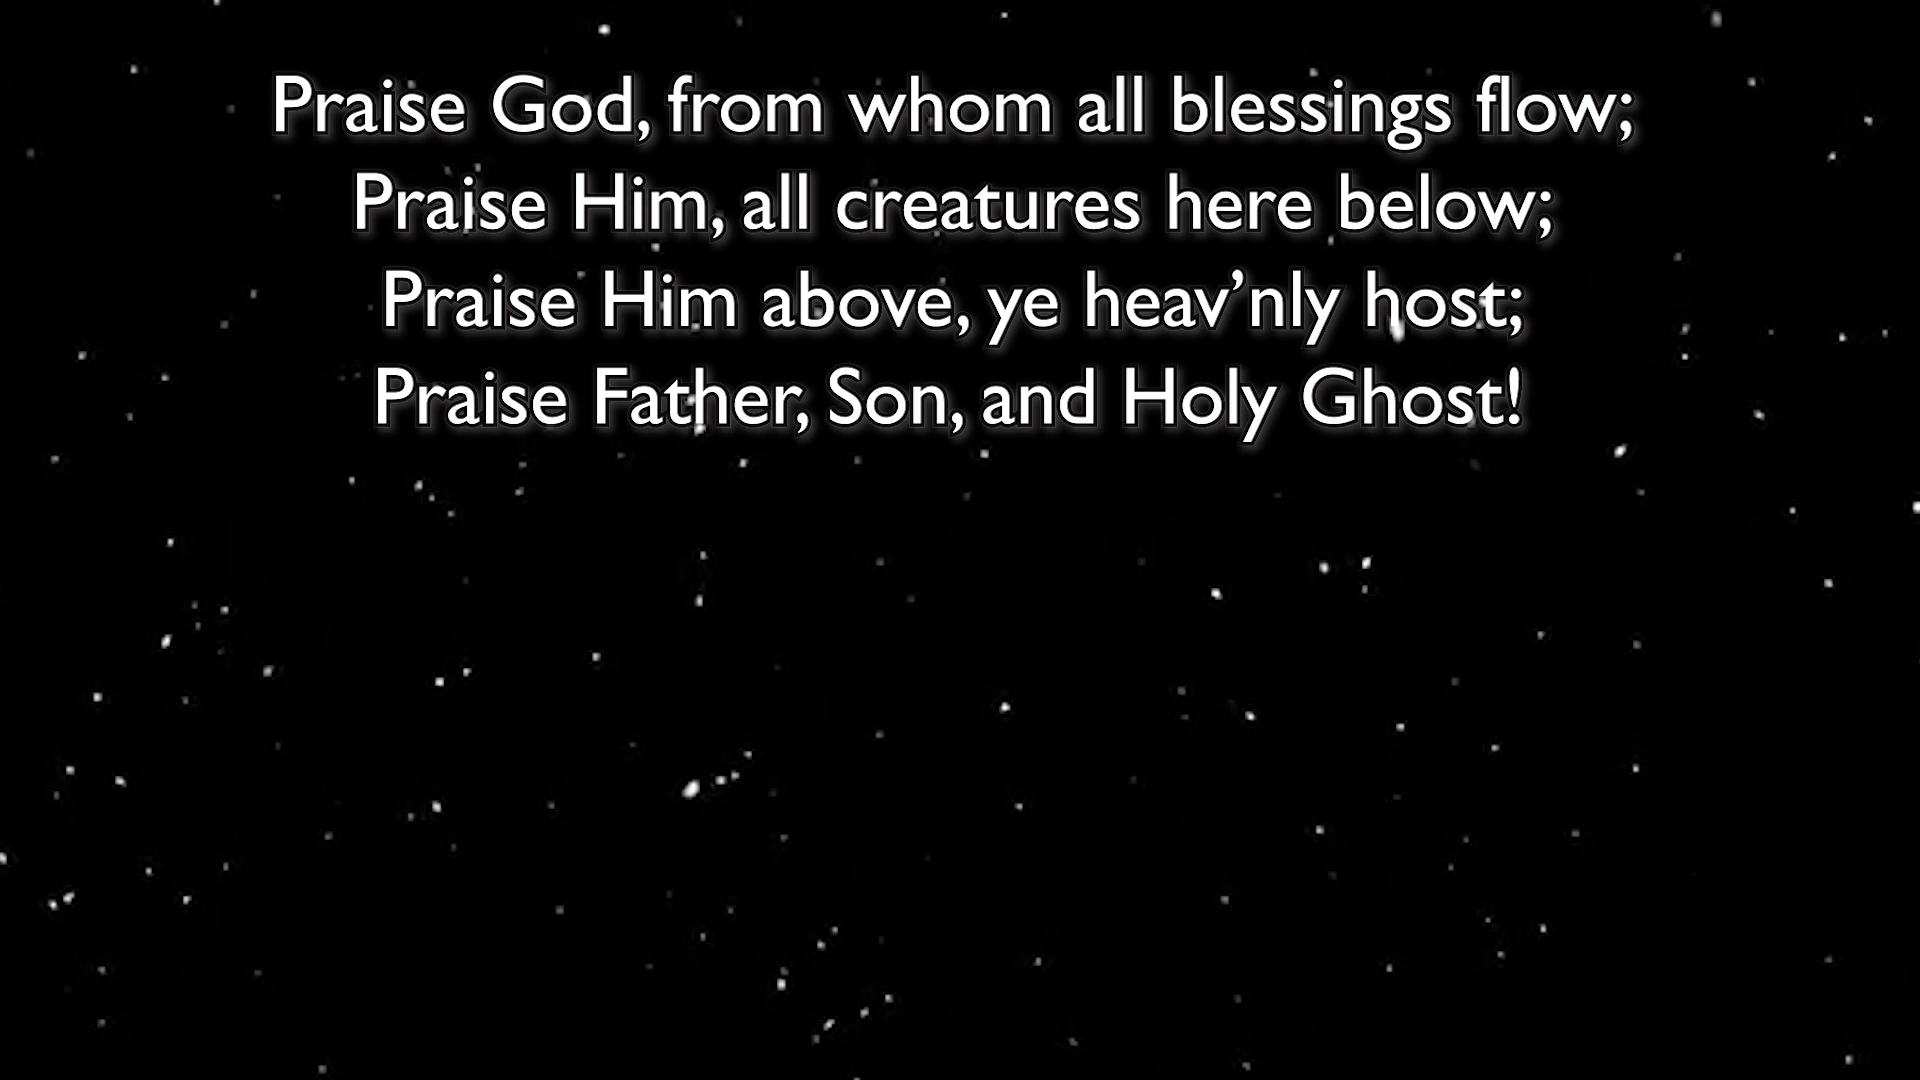 Praise God, from whom all blessings flow;
Praise Him, all creatures here below;
Praise Him above, ye heav’nly host;
Praise Father, Son, and Holy Ghost!